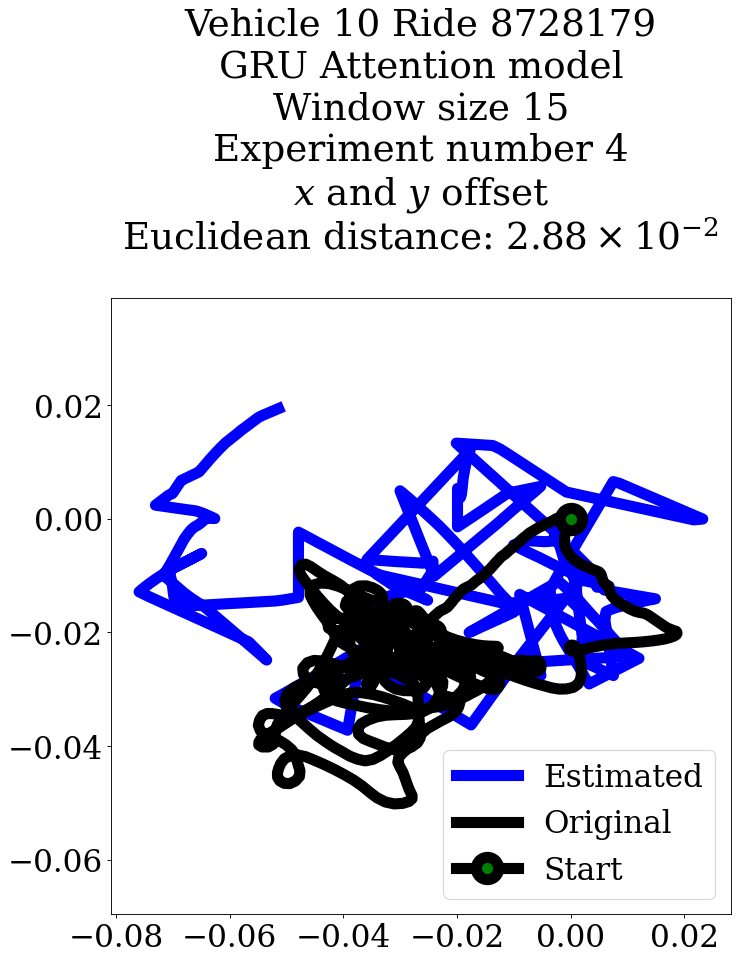 Vehicle 10 Ride 8728179
GRU Attention model
Window size 15
Experiment number 4
x and y offset
Euclidean distance: 2.88 × 10⁻²
0.02
0.00
−0.02
−0.04
−0.06
Estimated
Original
Start
−0.08 −0.06 −0.04 −0.02 0.00 0.02